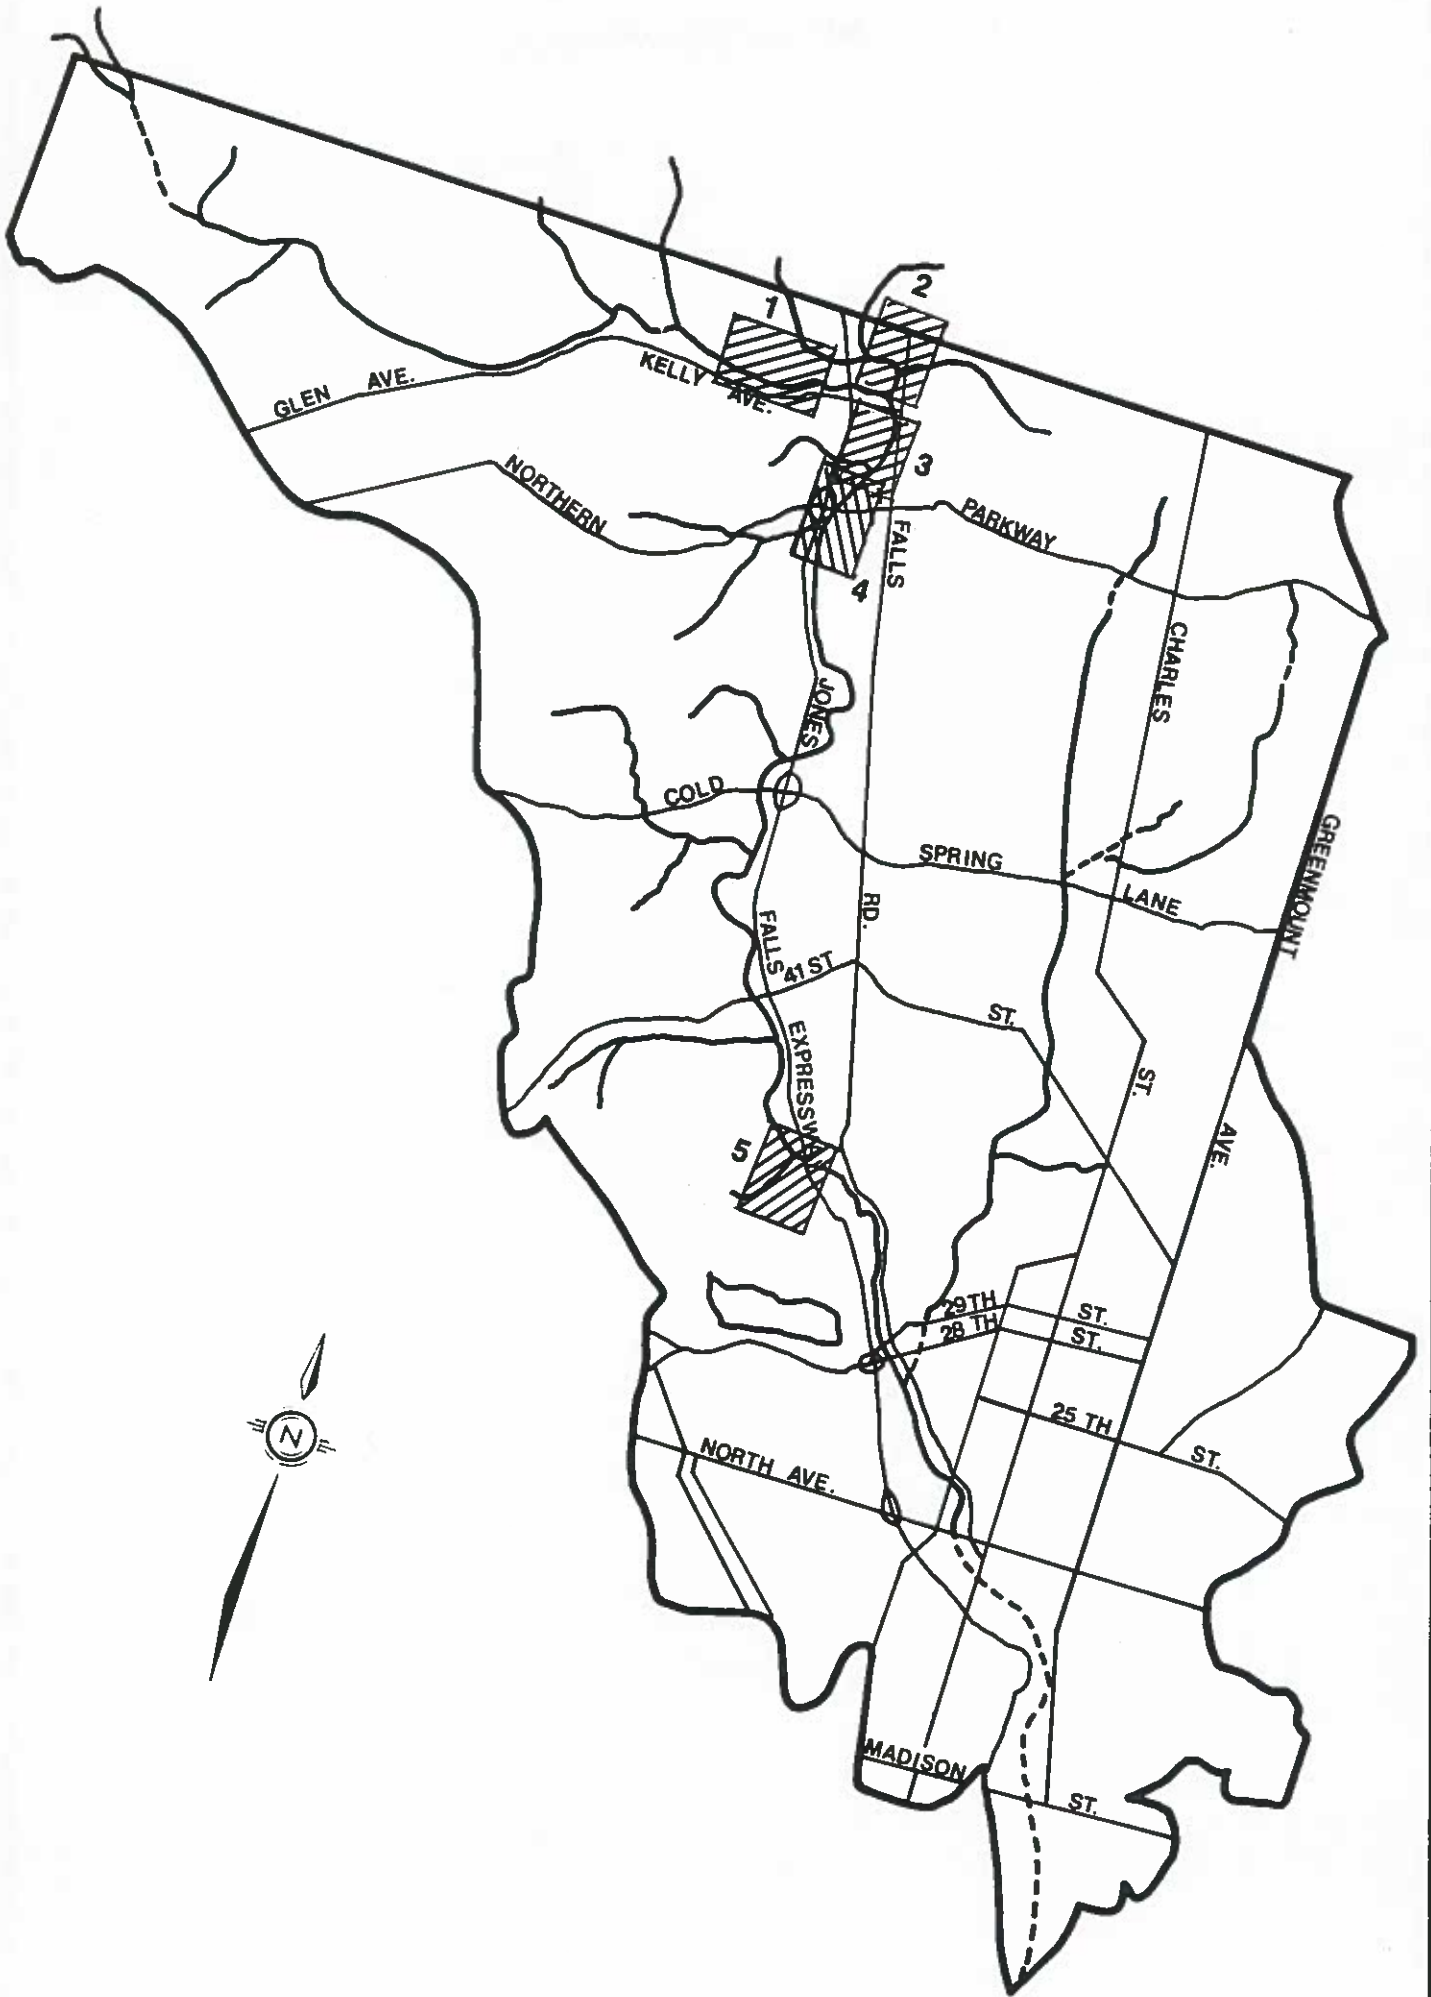 2
1
KELLY
AVE.
GLEN AVE.
3
NORTHERN
PARKWAY
FALLS
4
CHARLES
JONES
COLD
SPRING
LANE
GREENMOUNT
RD.
FALLS
41 ST
ST.
EXPRESSW
ST.
AVE.
5
29TH
ST.
28 TH
ST.
25 TH
ST.
NORTH AVE.
N
MADISON
ST.